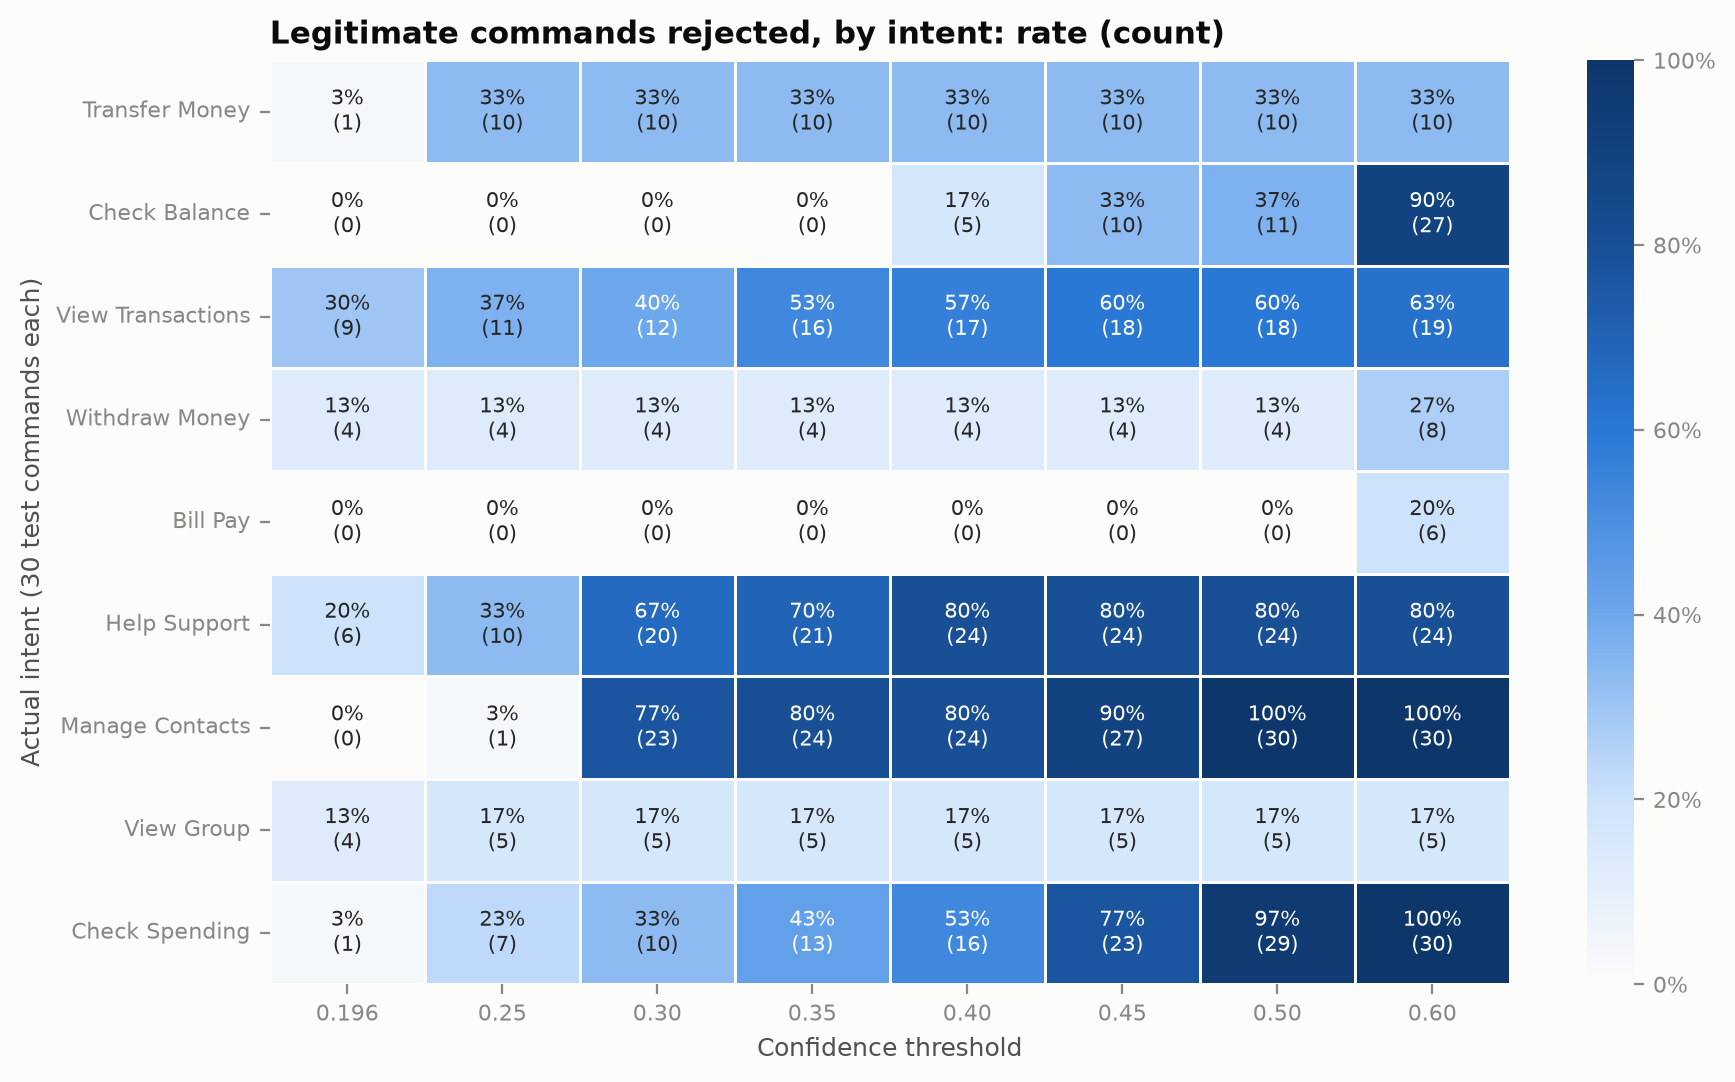 Legitimate commands rejected, by intent: rate (count)
Actual intent (30 test commands each)
Transfer Money 3% 33% 33% 33% 33% 33% 33% 33%
(1) (10) (10) (10) (10) (10) (10) (10)
Check Balance 0% 0% 0% 0% 17% 33% 37% 90%
(0) (0) (0) (0) (5) (10) (11) (27)
View Transactions 30% 37% 40% 53% 57% 60% 60% 63%
(9) (11) (12) (16) (17) (18) (18) (19)
Withdraw Money 13% 13% 13% 13% 13% 13% 13% 27%
(4) (4) (4) (4) (4) (4) (4) (8)
Bill Pay 0% 0% 0% 0% 0% 0% 0% 20%
(0) (0) (0) (0) (0) (0) (0) (6)
Help Support 20% 33% 67% 70% 80% 80% 80% 80%
(6) (10) (20) (21) (24) (24) (24) (24)
Manage Contacts 0% 3% 77% 80% 80% 90% 100% 100%
(0) (1) (23) (24) (24) (27) (30) (30)
View Group 13% 17% 17% 17% 17% 17% 17% 17%
(4) (5) (5) (5) (5) (5) (5) (5)
Check Spending 3% 23% 33% 43% 53% 77% 97% 100%
(1) (7) (10) (13) (16) (23) (29) (30)
0.196 0.25 0.30 0.35 0.40 0.45 0.50 0.60
Confidence threshold
100%
80%
60%
40%
20%
0%